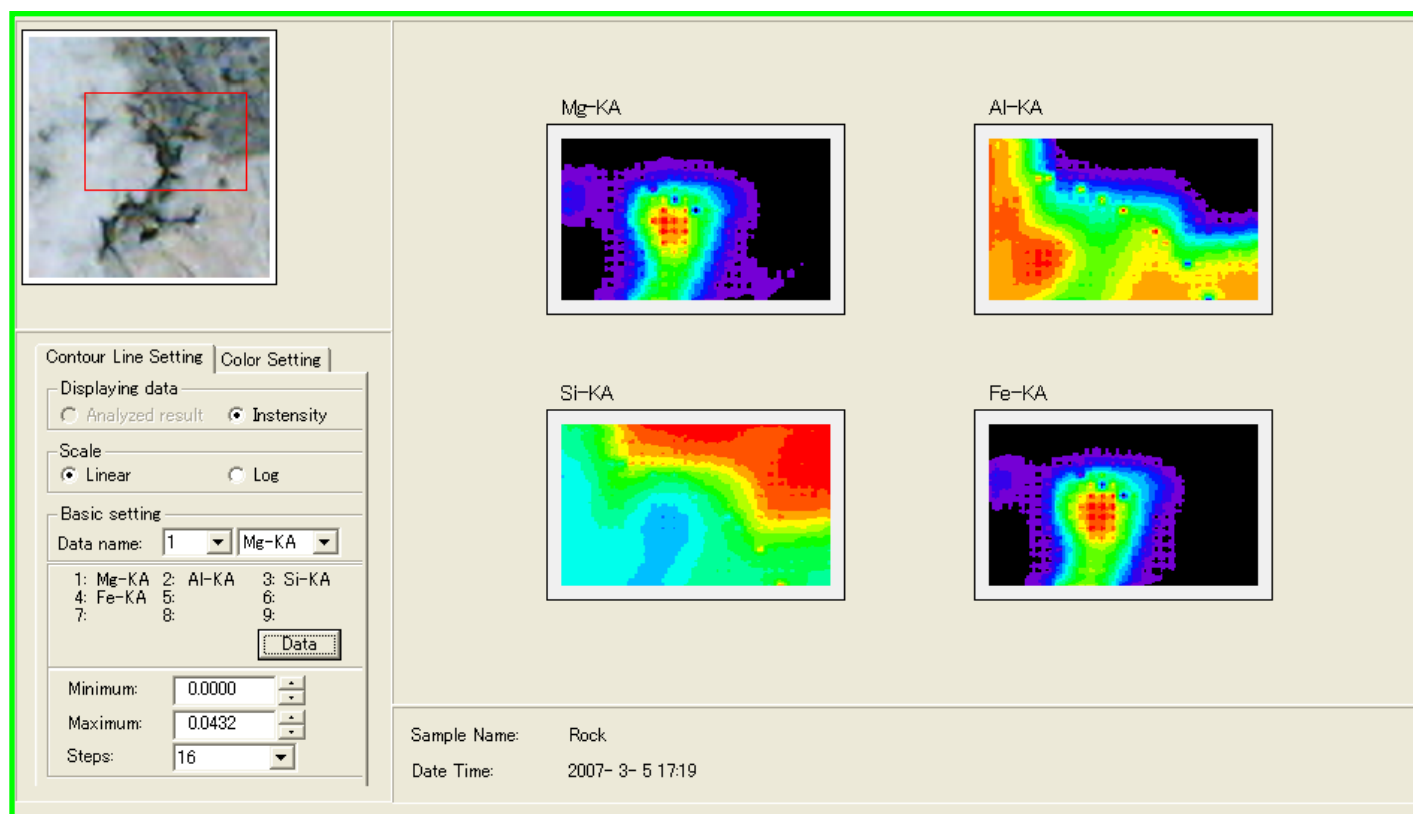 Mg-KA
Al-KA
Si-KA
Fe-KA
Contour Line Setting Color Setting
Displaying data
Analyzed result Instensity
Scale
Linear Log
Basic setting
Data name: 1 Mg-KA
1: Mg-KA 2: Al-KA 3: Si-KA
4: Fe-KA 5: 6:
7: 8: 9:
Data
Minimum: 0.0000
Maximum: 0.0432
Steps: 16
Sample Name: Rock
Date Time: 2007- 3- 5 17:19